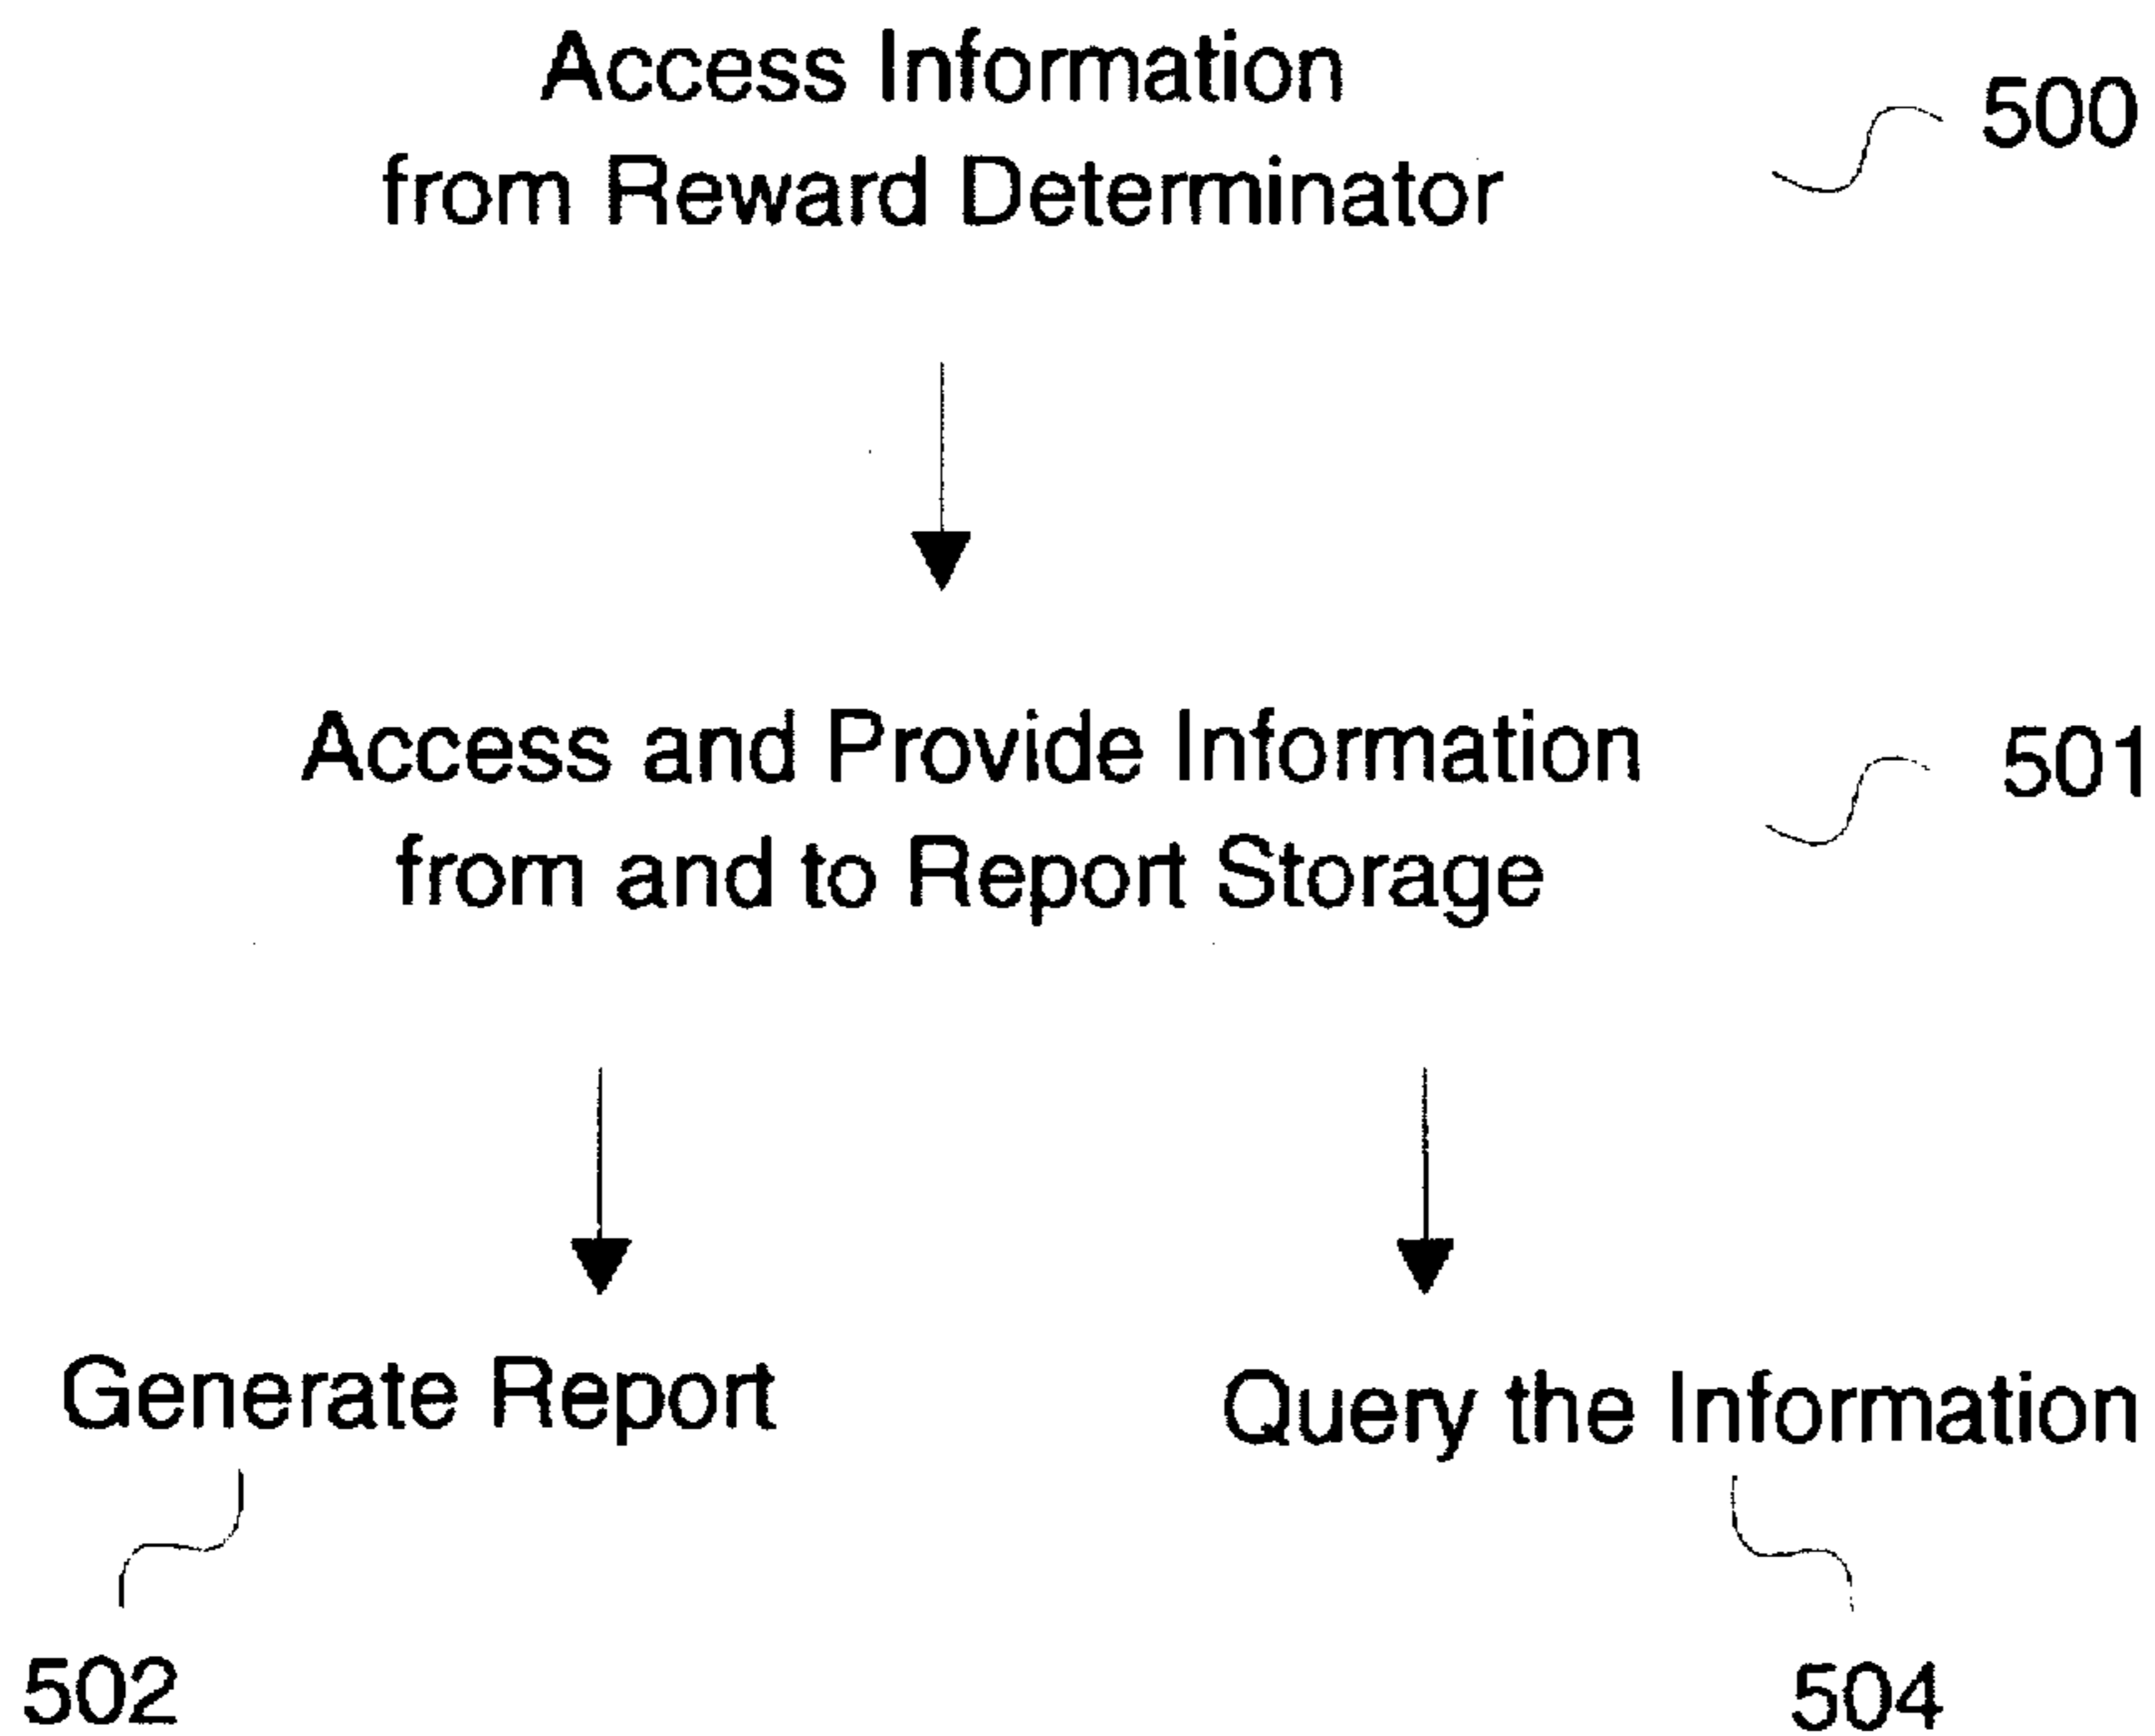 Access Information
from Reward Determinator
500
Access and Provide Information
from and to Report Storage
501
Generate Report
Query the Information
502
504